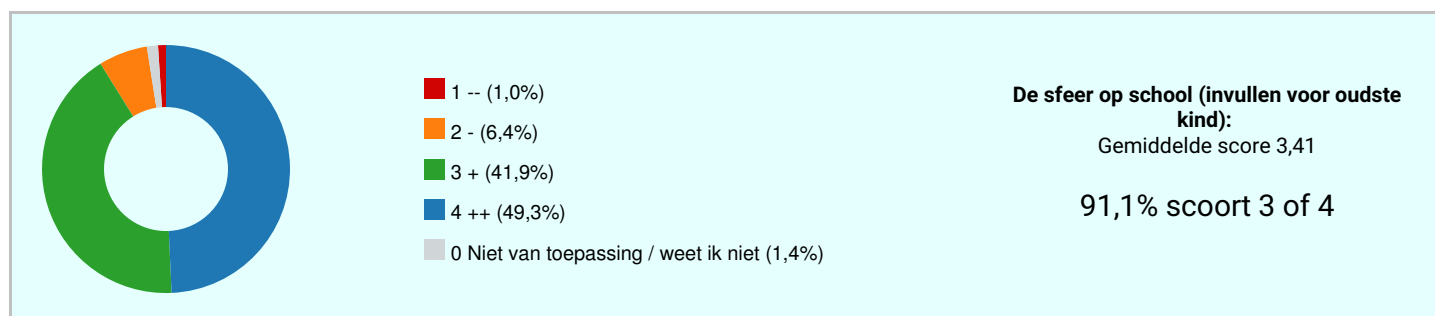 1 -- (1,0%)
2 - (6,4%)
3 + (41,9%)
4 ++ (49,3%)
0 Niet van toepassing / weet ik niet (1,4%)
De sfeer op school (invullen voor oudste
kind):
Gemiddelde score 3,41
91,1% scoort 3 of 4